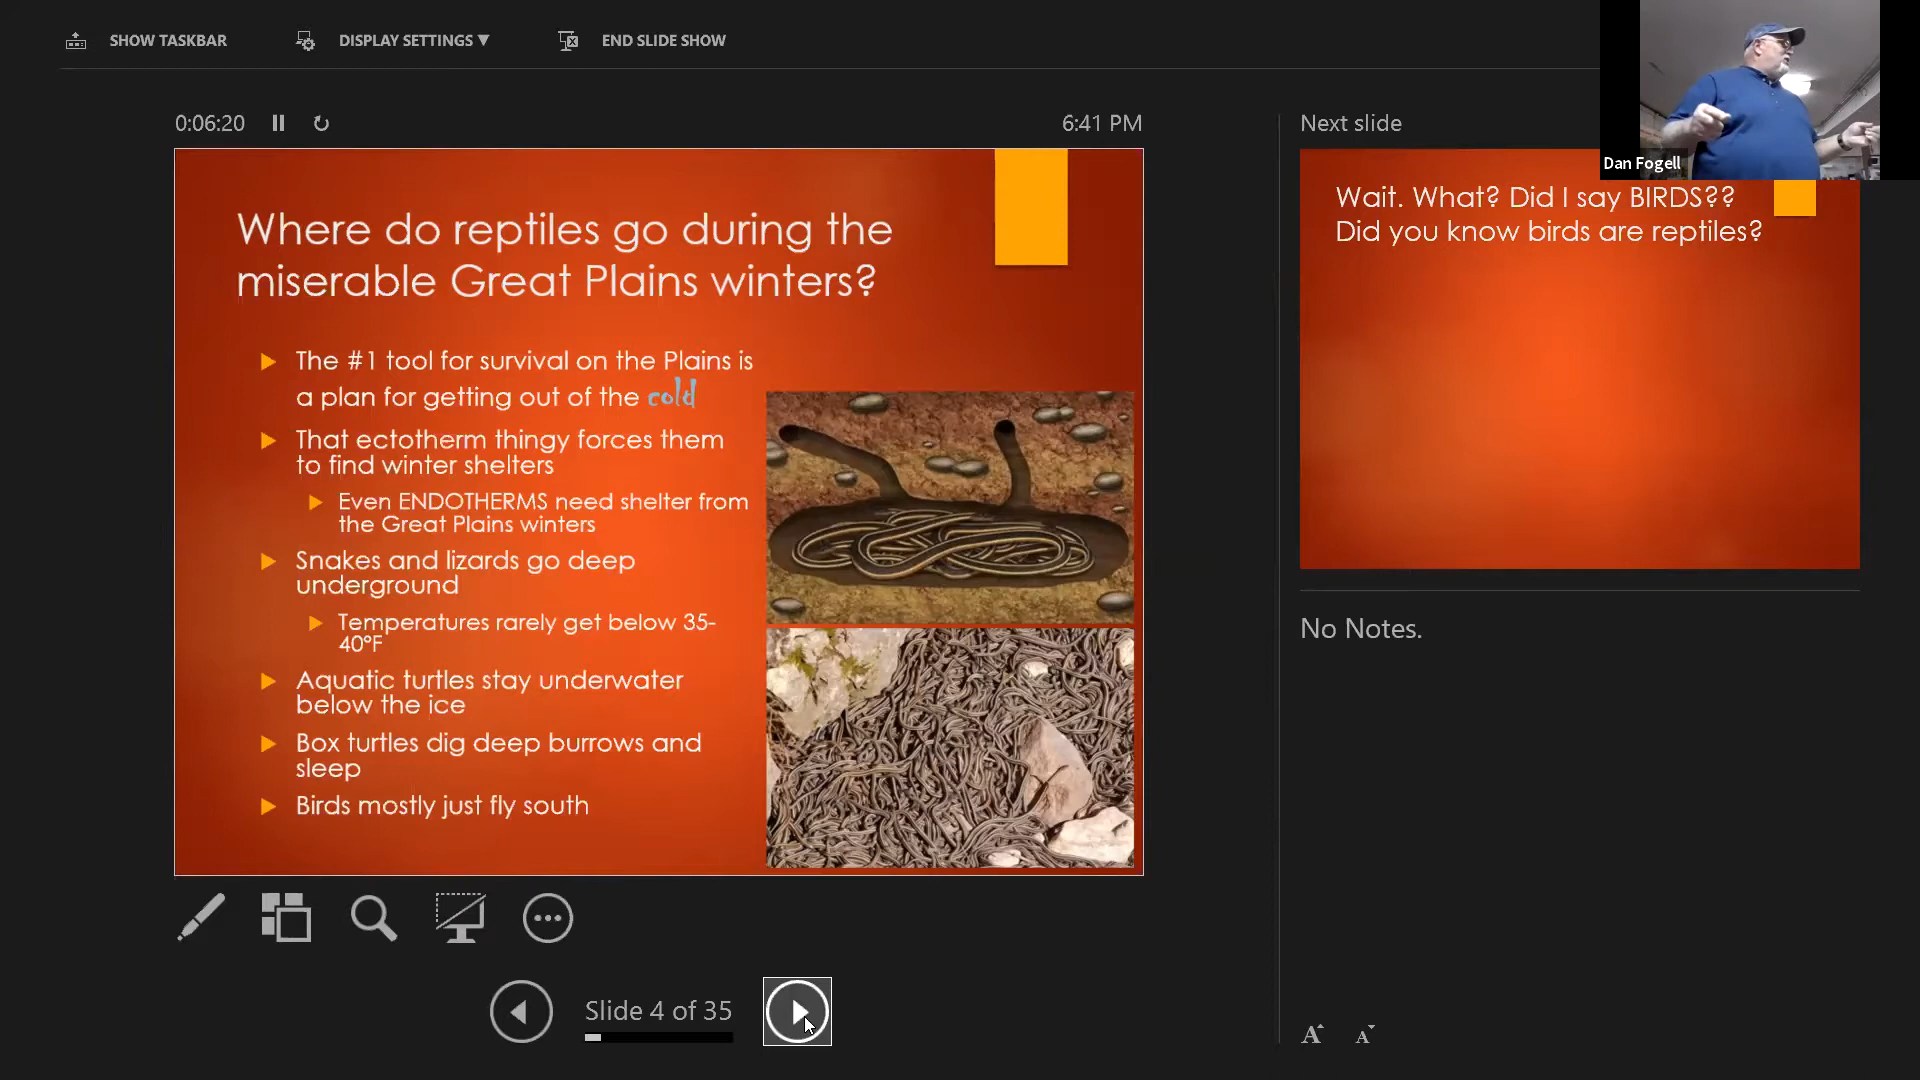 SHOW TASKBAR
DISPLAY SETTINGS ▼
END SLIDE SHOW
0:06:20
6:41 PM
Where do reptiles go during the
miserable Great Plains winters?
The #1 tool for survival on the Plains is
a plan for getting out of the cold
That ectotherm thingy forces them
to find winter shelters
Even ENDOTHERMS need shelter from
the Great Plains winters
Snakes and lizards go deep
underground
Temperatures rarely get below 35-
40°F
Aquatic turtles stay underwater
below the ice
Box turtles dig deep burrows and
sleep
Birds mostly just fly south
Slide 4 of 35
Next slide
Dan Fogell
Wait. What? Did I say BIRDS??
Did you know birds are reptiles?
No Notes.
A A